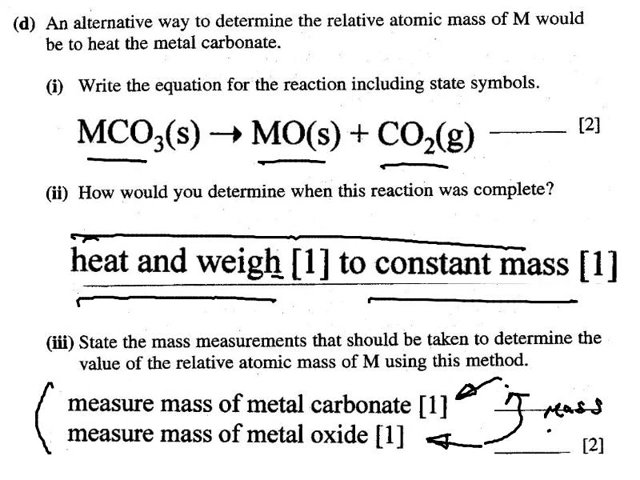 (d) An alternative way to determine the relative atomic mass of M would
be to heat the metal carbonate.
(i) Write the equation for the reaction including state symbols.
MCO₃(s) → MO(s) + CO₂(g) [2]
(ii) How would you determine when this reaction was complete?
heat and weigh [1] to constant mass [1]
(iii) State the mass measurements that should be taken to determine the
value of the relative atomic mass of M using this method.
measure mass of metal carbonate [1]
Mass
measure mass of metal oxide [1]
[2]